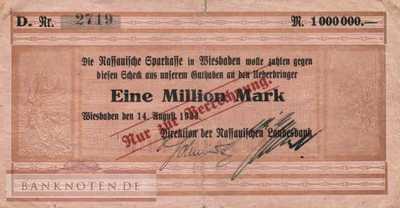 D. Nr. 2719 M. 1000000.—
Die Nassauische Sparkasse in Wiesbaden wolle zahlen gegen
diesen Scheck aus unserem Guthaben an den Ueberbringer
Eine Million Mark
Nur zur Verrechnung.
Wiesbaden den 14. August 1923
Direktion der Nassauischen Landesbank
BANKNOTEN.DE